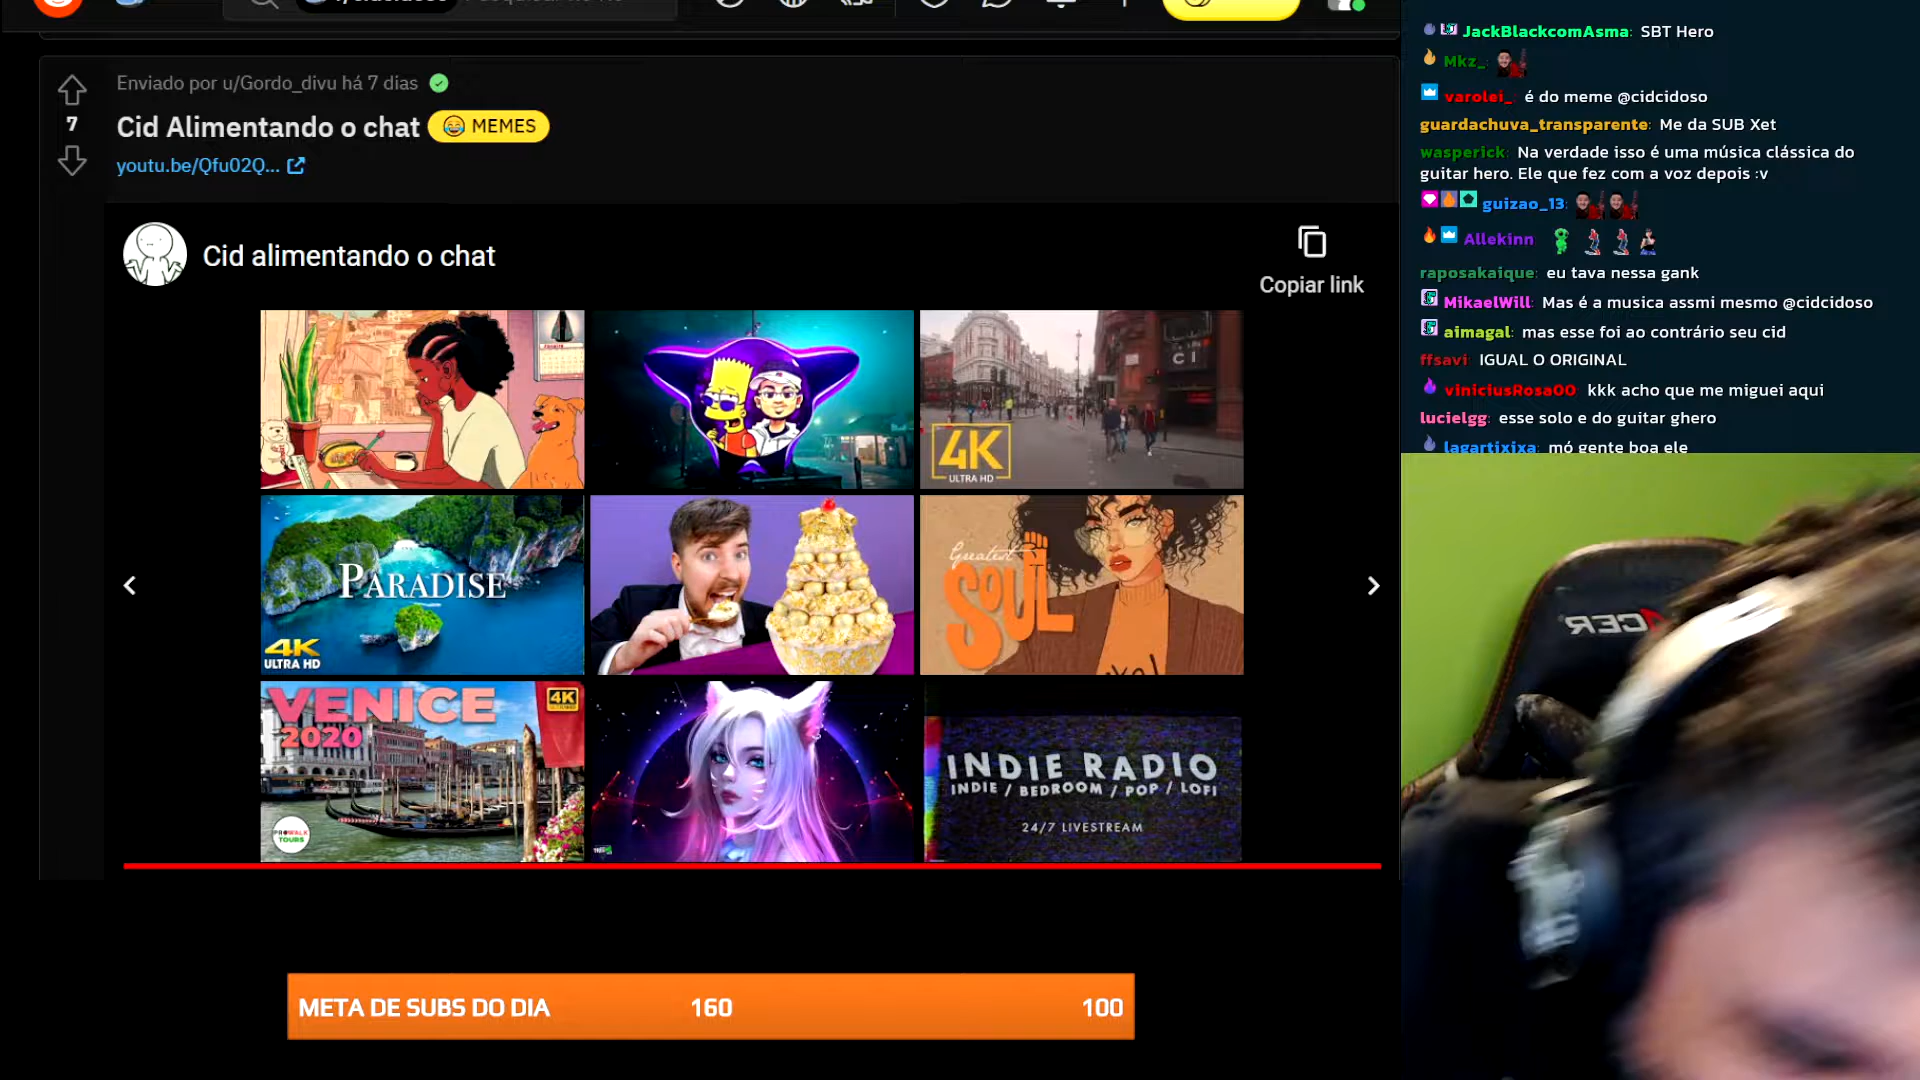 Enviado por u/Gordo_divu há 7 dias
7
Cid Alimentando o chat
MEMES
youtu.be/Qfu02Q...
Cid alimentando o chat
Copiar link
4K
ULTRA HD
CI
PARADISE
4K
ULTRA HD
Greatest
SOUL
VENICE
2020
4K
PROWALK
TOURS
INDIE RADIO
INDIE / BEDROOM / POP / LOFI
24/7 LIVESTREAM
META DE SUBS DO DIA 160 100
JackBlackcomAsma: SBT Hero
Mkz_:
varolei_: é do meme @cidcidoso
guardachuva_transparente: Me da SUB Xet
wasperick: Na verdade isso é uma música clássica do
guitar hero. Ele que fez com a voz depois :v
guizao_13:
Allekinn:
raposakaique: eu tava nessa gank
MikaelWill: Mas é a musica assmi mesmo @cidcidoso
aimagal: mas esse foi ao contrário seu cid
ffsavi: IGUAL O ORIGINAL
viniciusRosa00: kkk acho que me miguei aqui
lucielgg: esse solo e do guitar ghero
lagartixixa: mó gente boa ele
ACER